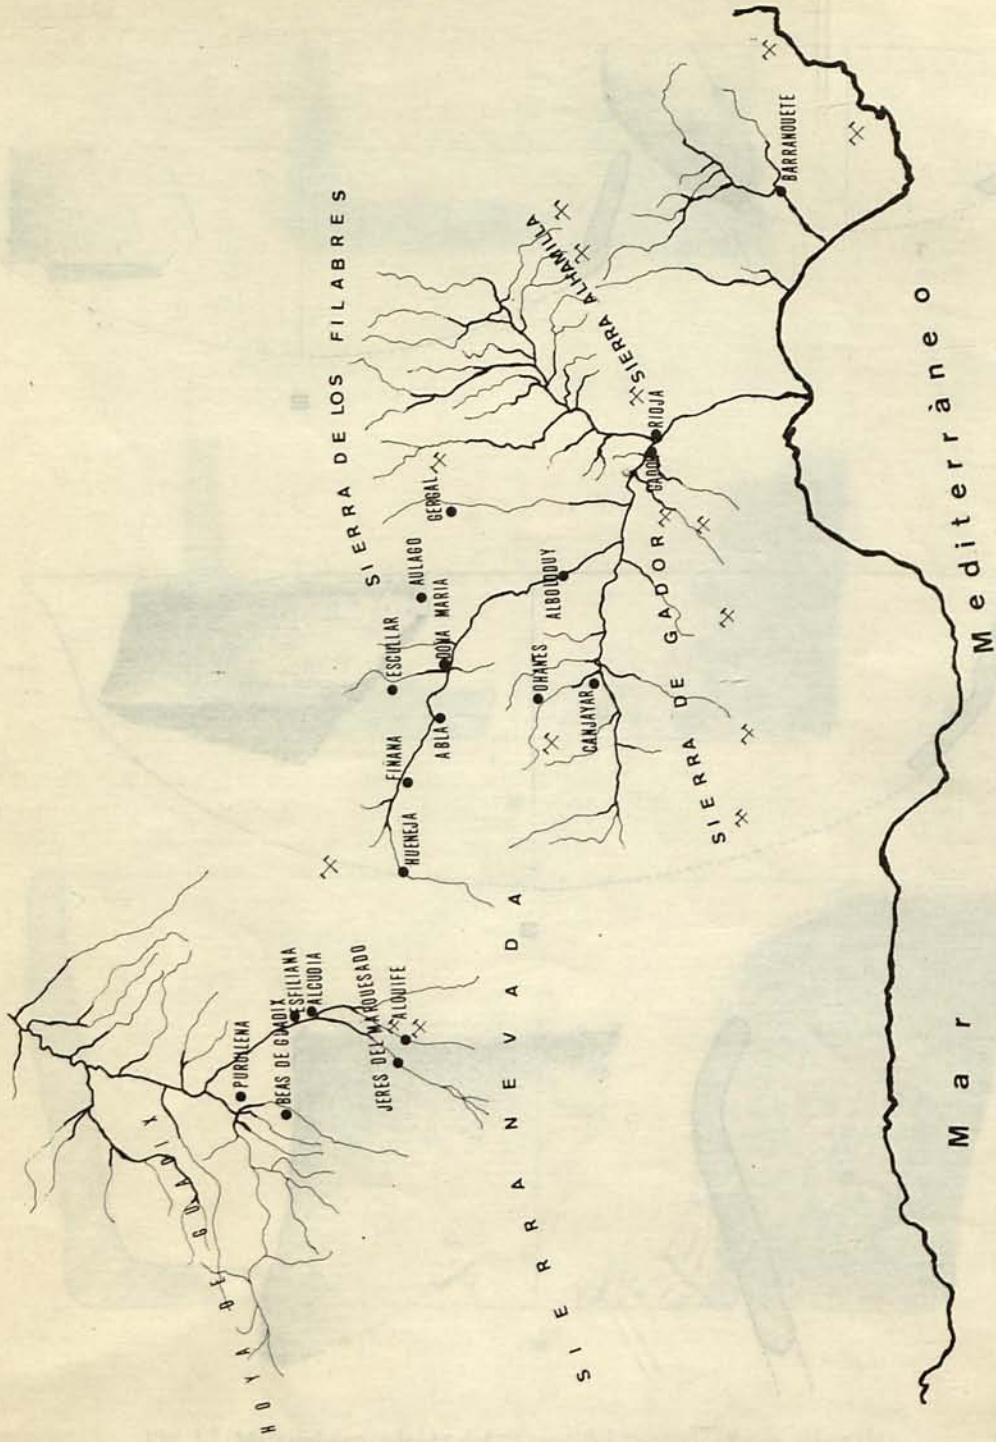 HOYA DE GUADIX
PURULLENA
BEAS DE GUADIX
ESFILIANA
ALCUDIA
JERES DEL MARQUESADO
ALQUIFE
SIERRA DE LOS FILABRES
HUENEJA
FIÑANA
ABLA
ESCULLAR
DOÑA MARIA
AULAGO
GERGAL
SIERRA NEVADA
OHANES
CANJAYAR
ALBOLODUY
SIERRA ALHAMILLA
GADOR
RIOJA
SIERRA DE GADOR
BARRANQUETE
Mar Mediterràneo